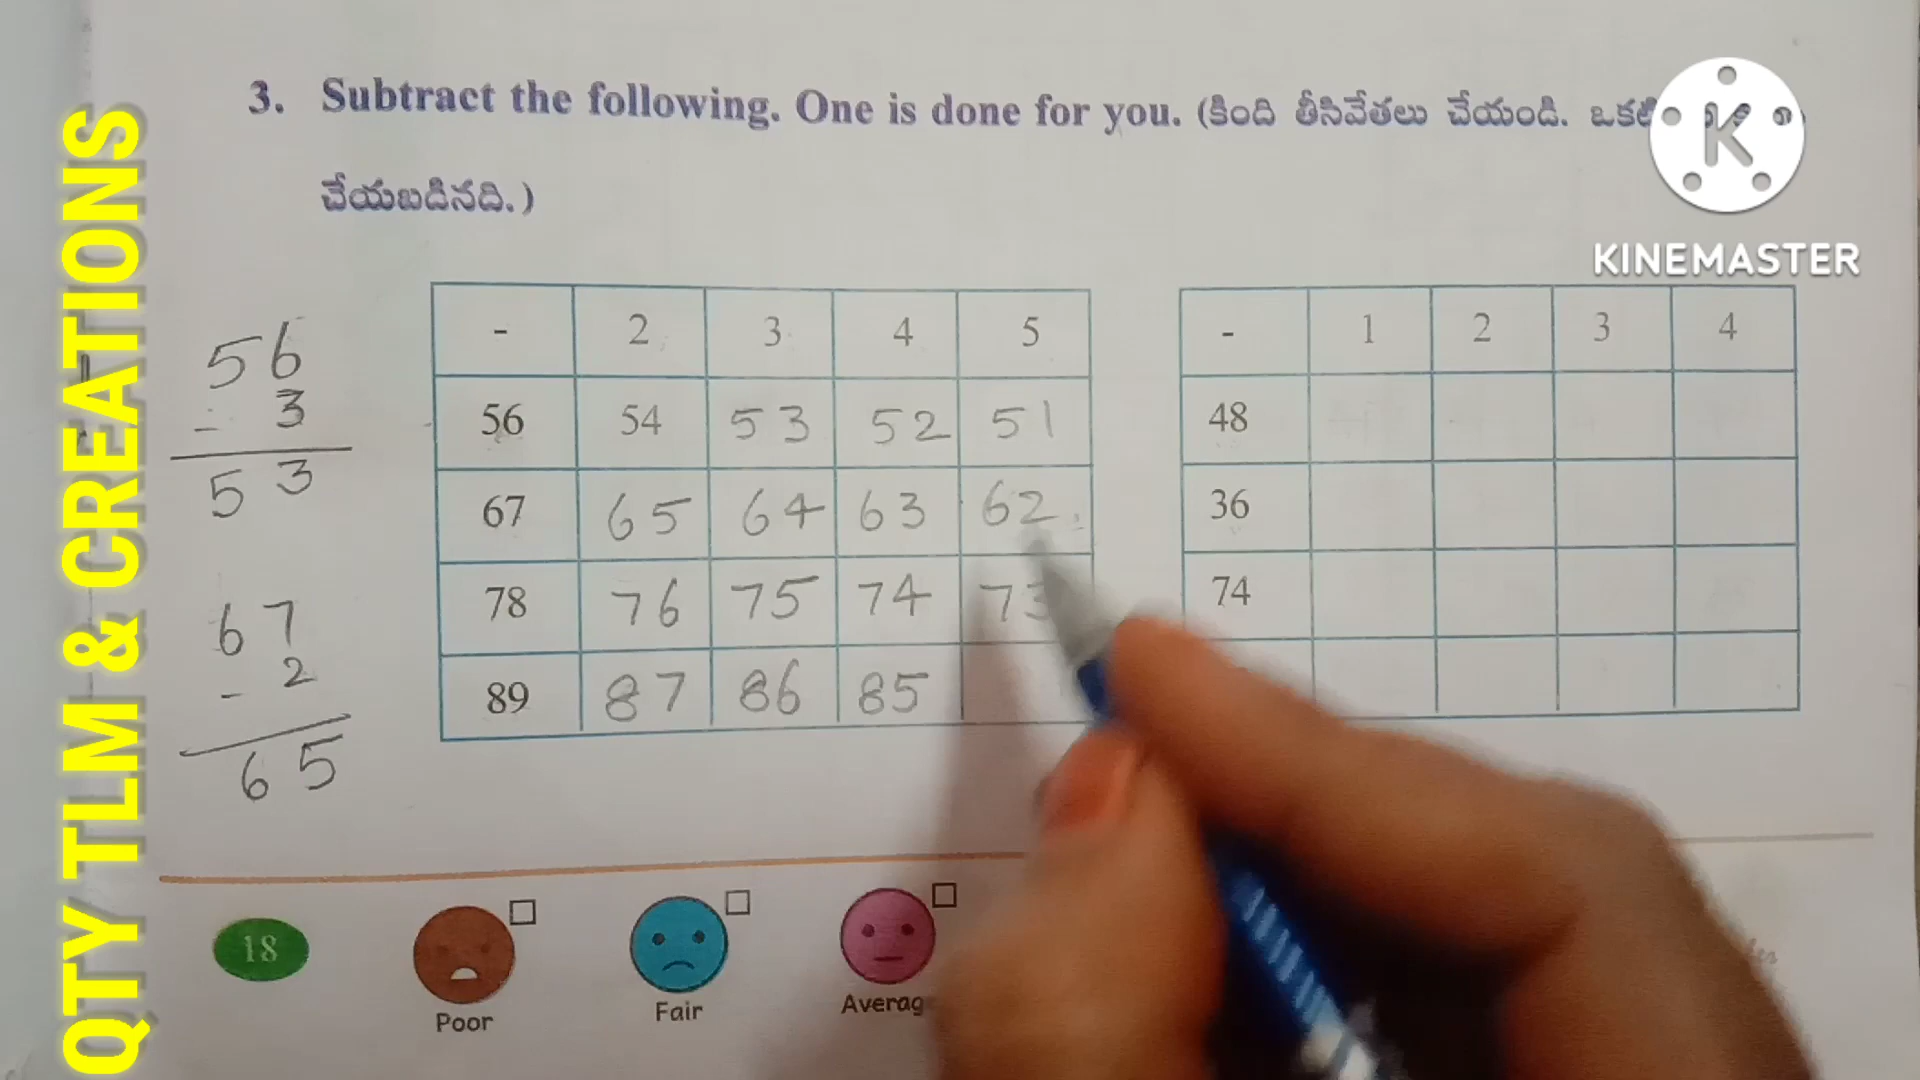 3. Subtract the following. One is done for you. (కింది తీసివేతలు చేయండి. ఒకటి
చేయబడినది.)
KINEMASTER
QTY TLM & CREATIONS
56
- 3
53
67
- 2
65
- 2 3 4 5
56 54 53 52 51
67 65 64 63 62
78 76 75 74 73
89 87 86 85
- 1 2 3 4
48
36
74
18
Poor
Fair
Averag